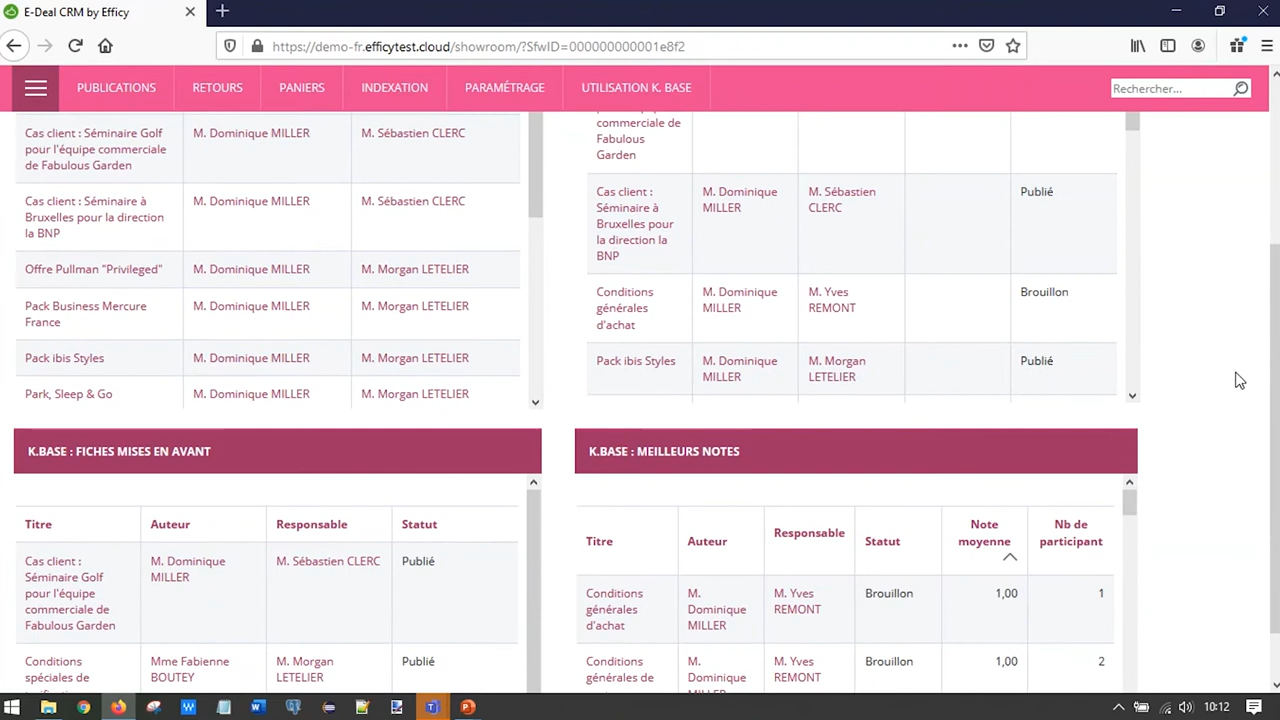 E-Deal CRM by Efficy
https://demo-fr.efficytest.cloud/showroom/?SfwID=000000000001e8f2
PUBLICATIONS RETOURS PANIERS INDEXATION PARAMÉTRAGE UTILISATION K. BASE Rechercher...
Cas client : Séminaire Golf
pour l'équipe commerciale
de Fabulous Garden
M. Dominique MILLER
M. Sébastien CLERC
Cas client : Séminaire à
Bruxelles pour la direction
la BNP
M. Dominique MILLER
M. Sébastien CLERC
Offre Pullman "Privileged"
M. Dominique MILLER
M. Morgan LETELIER
Pack Business Mercure
France
M. Dominique MILLER
M. Morgan LETELIER
Pack ibis Styles
M. Dominique MILLER
M. Morgan LETELIER
Park, Sleep & Go
M. Dominique MILLER
M. Morgan LETELIER
commerciale de
Fabulous
Garden
Cas client :
Séminaire à
Bruxelles pour
la direction la
BNP
M. Dominique
MILLER
M. Sébastien
CLERC
Publié
Conditions
générales
d'achat
M. Dominique
MILLER
M. Yves
REMONT
Brouillon
Pack ibis Styles
M. Dominique
MILLER
M. Morgan
LETELIER
Publié
K.BASE : FICHES MISES EN AVANT
Titre Auteur Responsable Statut
Cas client :
Séminaire Golf
pour l'équipe
commerciale de
Fabulous Garden
M. Dominique
MILLER
M. Sébastien CLERC
Publié
Conditions
spéciales de
Mme Fabienne
BOUTEY
M. Morgan
LETELIER
Publié
K.BASE : MEILLEURS NOTES
Titre
Auteur
Responsable
Statut
Note
moyenne
Nb de
participant
Conditions
générales
d'achat
M.
Dominique
MILLER
M. Yves
REMONT
Brouillon
1,00
1
Conditions
générales de
M.
Dominique
MILLER
M. Yves
REMONT
Brouillon
1,00
2
10:12